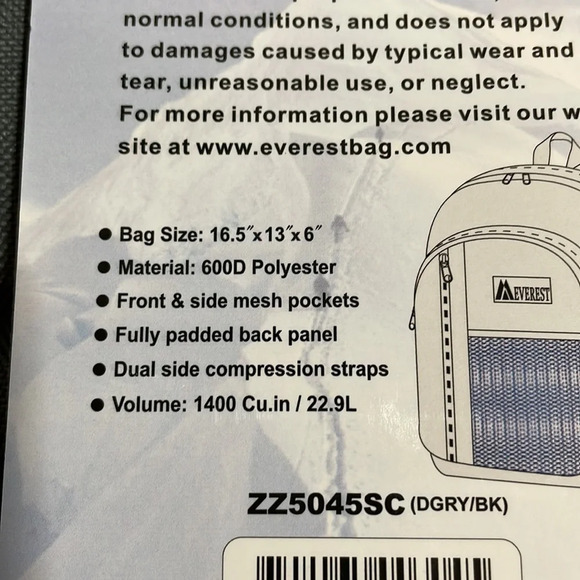 normal conditions, and does not apply
to damages caused by typical wear and
tear, unreasonable use, or neglect.
For more information please visit our w
site at www.everestbag.com
● Bag Size: 16.5″x13″x6″
● Material: 600D Polyester
● Front & side mesh pockets
● Fully padded back panel
● Dual side compression straps
● Volume: 1400 Cu.in / 22.9L
EVEREST
ZZ5045SC (DGRY/BK)